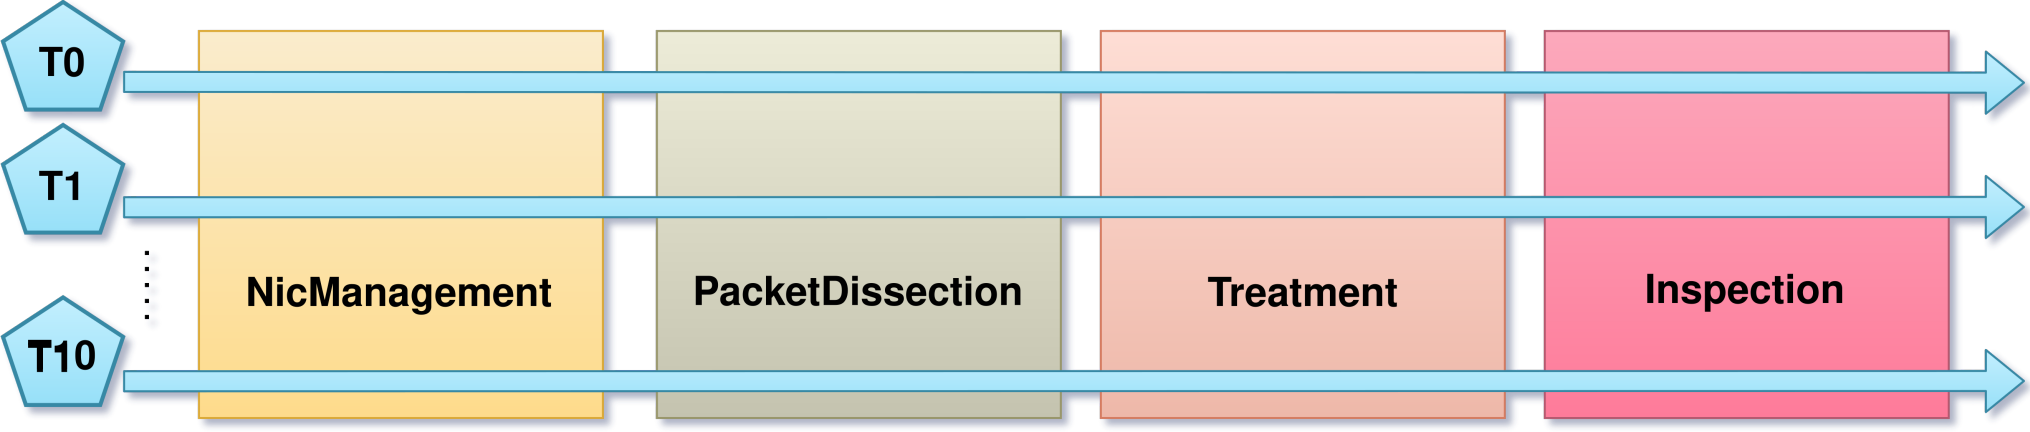 T0
T1
T10
NicManagement
PacketDissection
Treatment
Inspection